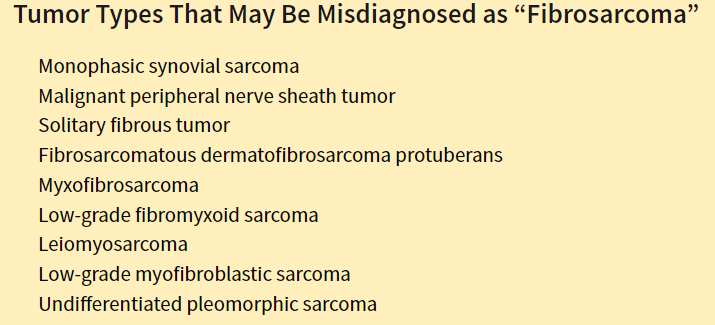 Tumor Types That May Be Misdiagnosed as “Fibrosarcoma”
Monophasic synovial sarcoma
Malignant peripheral nerve sheath tumor
Solitary fibrous tumor
Fibrosarcomatous dermatofibrosarcoma protuberans
Myxofibrosarcoma
Low-grade fibromyxoid sarcoma
Leiomyosarcoma
Low-grade myofibroblastic sarcoma
Undifferentiated pleomorphic sarcoma